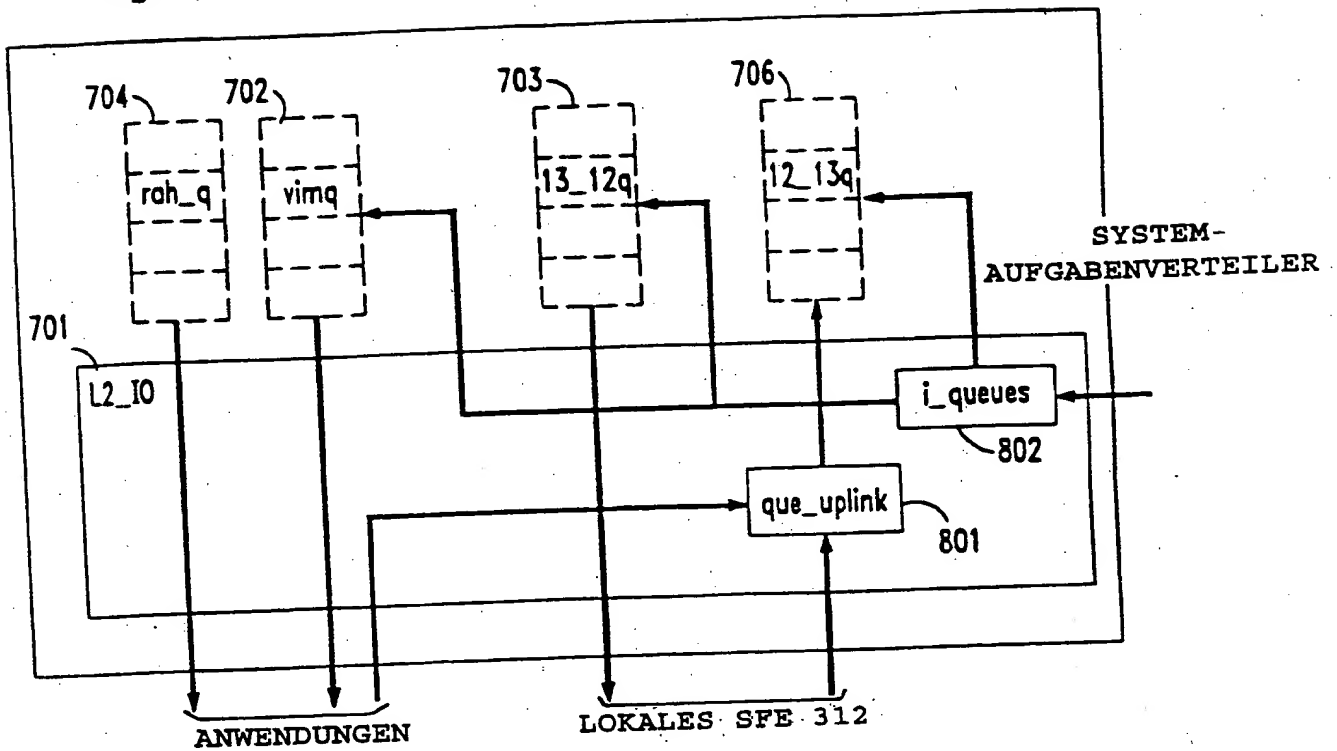 704
702
703
706
rah_q
vimq
13_12q
12_13q
SYSTEM-
AUFGABENVERTEILER
701
L2_IO
i_queues
802
que_uplink
801
ANWENDUNGEN
LOKALES SFE 312